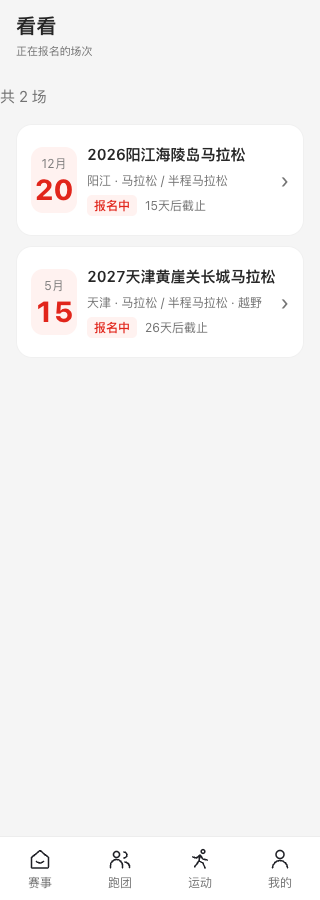 看看
正在报名的场次
共 2 场
12月
20
2026阳江海陵岛马拉松
阳江 · 马拉松 / 半程马拉松
报名中 15天后截止
5月
15
2027天津黄崖关长城马拉松
天津 · 马拉松 / 半程马拉松 · 越野
报名中 26天后截止
赛事 跑团 运动 我的